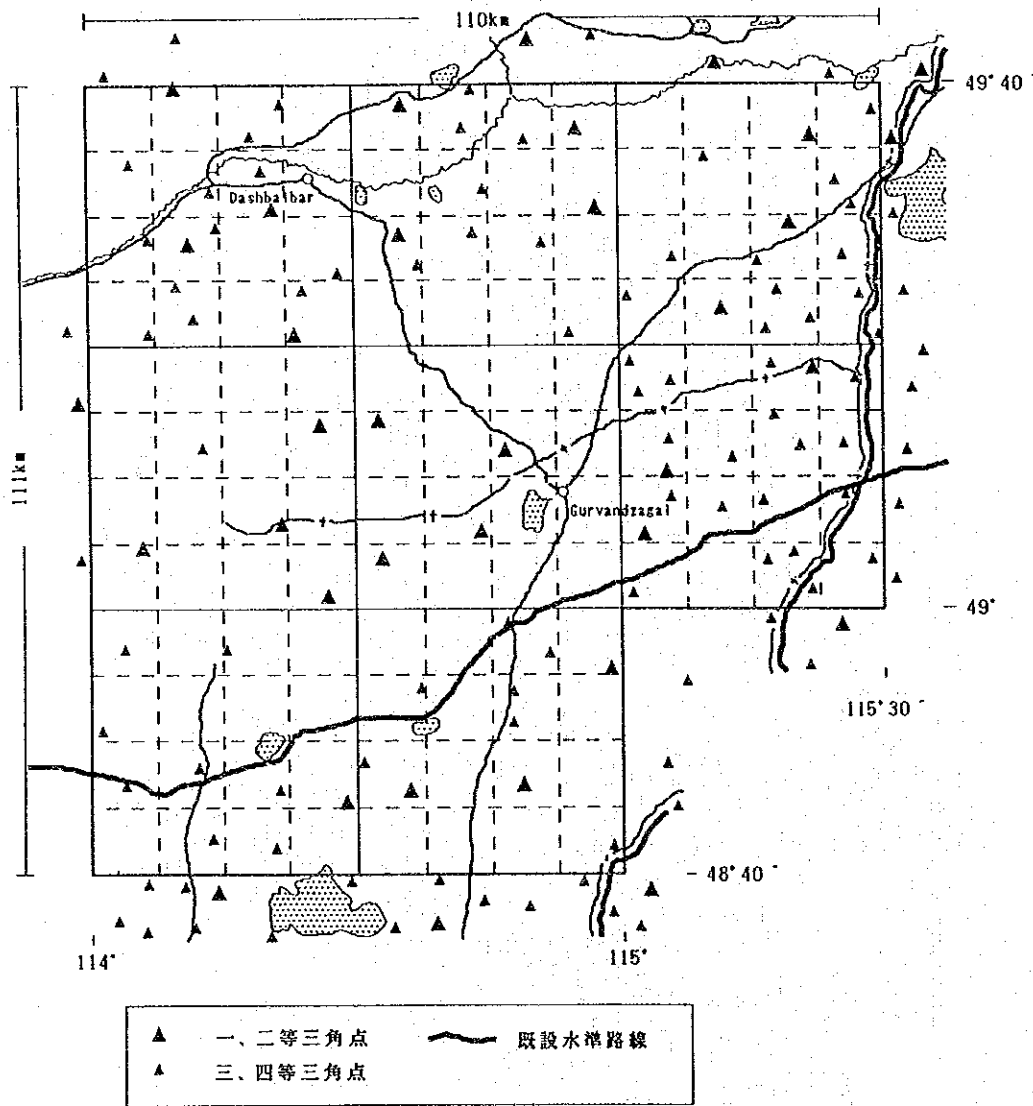 110km
49° 40′
Dashbalbar
111km
Gurvandzagal
49°
115°30′
48°40′
114°
115°
一、二等三角点
既設水準路線
三、四等三角点